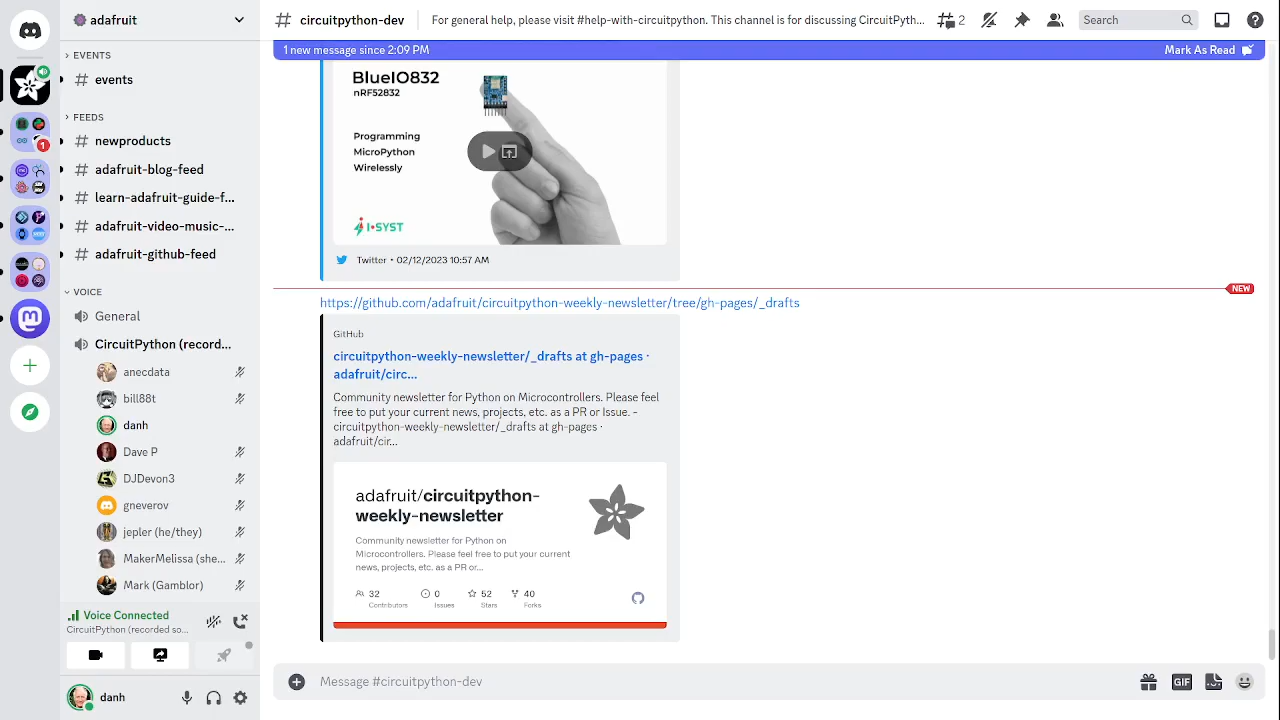 adafruit
EVENTS
events
FEEDS
newproducts
adafruit-blog-feed
learn-adafruit-guide-f...
adafruit-video-music-...
adafruit-github-feed
VOICE
General
CircuitPython (record...
anecdata
bill88t
danh
Dave P
DJDevon3
gneverov
jepler (he/they)
MakerMelissa (she...
Mark (Gamblor)
Voice Connected
CircuitPython (recorded so...
danh
1
# circuitpython-dev
For general help, please visit #help-with-circuitpython. This channel is for discussing CircuitPyth...
2
Search
1 new message since 2:09 PM
Mark As Read
BlueIO832
nRF52832
Programming
MicroPython
Wirelessly
I-SYST
Twitter • 02/12/2023 10:57 AM
NEW
https://github.com/adafruit/circuitpython-weekly-newsletter/tree/gh-pages/_drafts
GitHub
circuitpython-weekly-newsletter/_drafts at gh-pages ·
adafruit/circ...
Community newsletter for Python on Microcontrollers. Please feel
free to put your current news, projects, etc. as a PR or Issue. -
circuitpython-weekly-newsletter/_drafts at gh-pages ·
adafruit/cir...
adafruit/circuitpython-
weekly-newsletter
Community newsletter for Python on
Microcontrollers. Please feel free to put your current
news, projects, etc. as a PR or...
32 Contributors
0 Issues
52 Stars
40 Forks
Message #circuitpython-dev
GIF